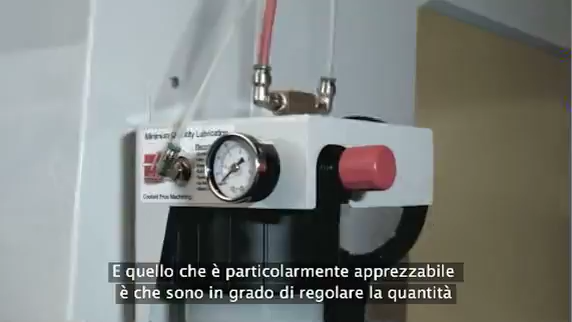 Minimum Quantity Lubrication
Coolant Free Machining
E quello che è particolarmente apprezzabile
è che sono in grado di regolare la quantità